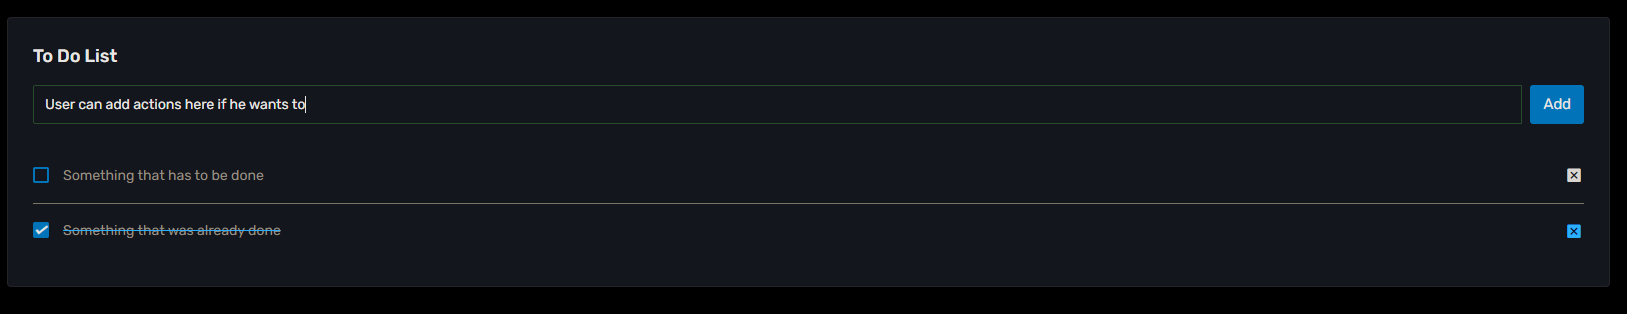 To Do List
User can add actions here if he wants to
Add
Something that has to be done
Something that was already done